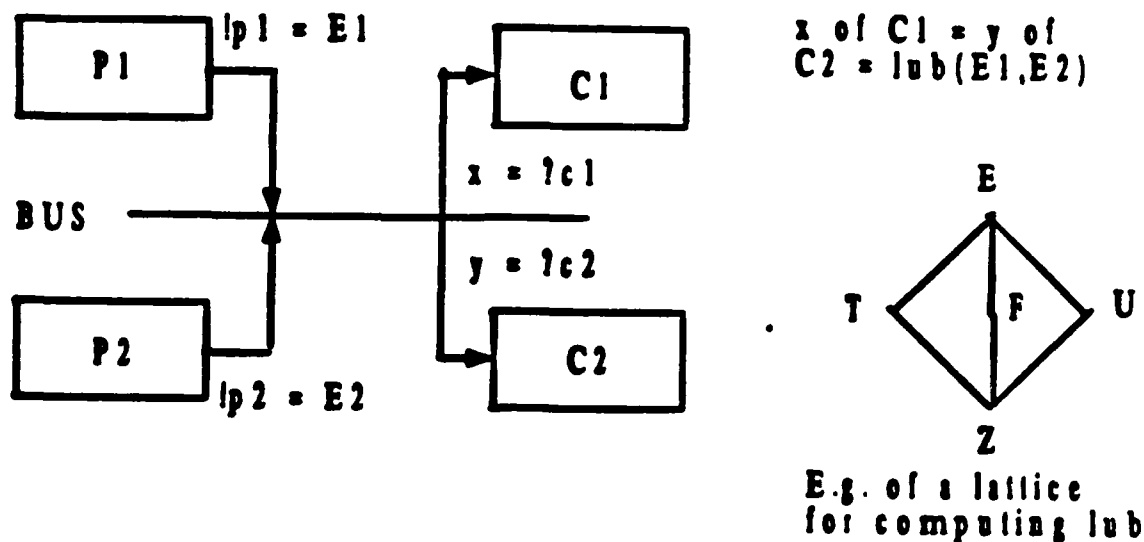 !p1 = E1
P1
C1
x of C1 = y of
C2 = lub(E1,E2)
x = ?c1
BUS
y = ?c2
P2
C2
!p2 = E2
E
T
F
U
Z
E.g. of a lattice
for computing lub